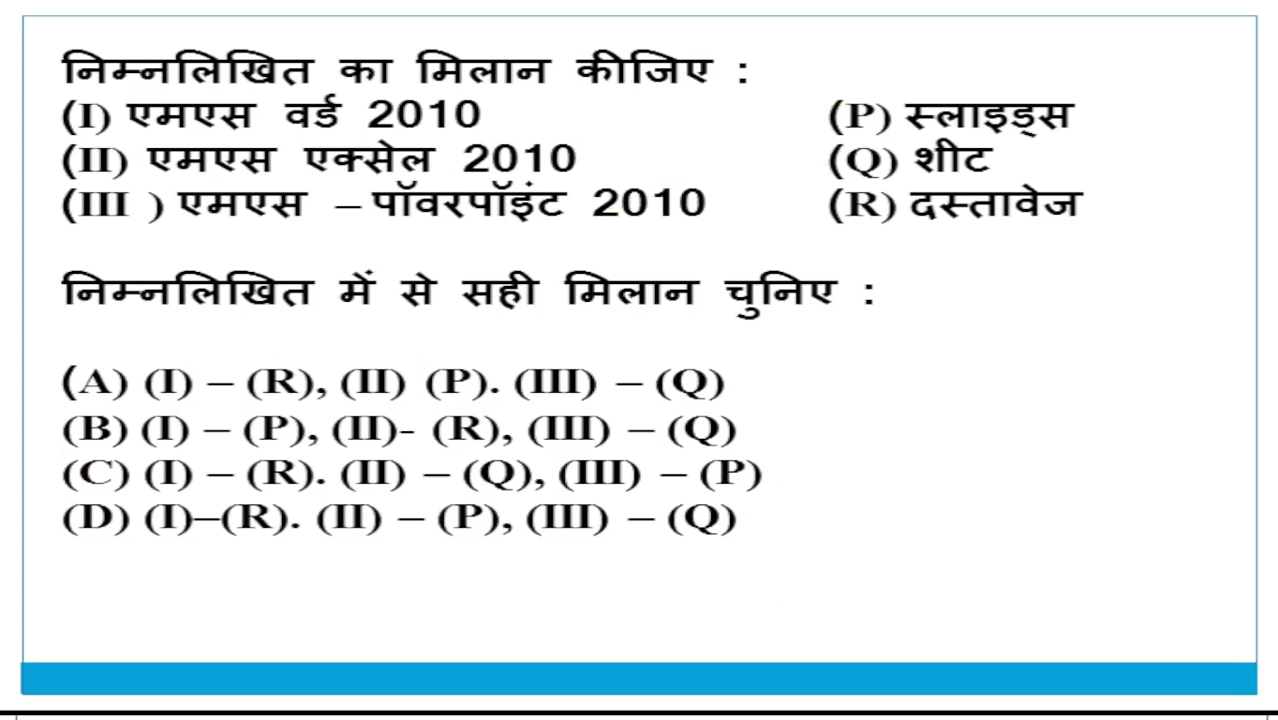 निम्नलिखित का मिलान कीजिए :
(I) एमएस वर्ड 2010 (P) स्लाइड्स
(II) एमएस एक्सेल 2010 (Q) शीट
(III ) एमएस – पॉवरपॉइंट 2010 (R) दस्तावेज
निम्नलिखित में से सही मिलान चुनिए :
(A) (I) – (R), (II) (P). (III) – (Q)
(B) (I) – (P), (II)- (R), (III) – (Q)
(C) (I) – (R). (II) – (Q), (III) – (P)
(D) (I)–(R). (II) – (P), (III) – (Q)